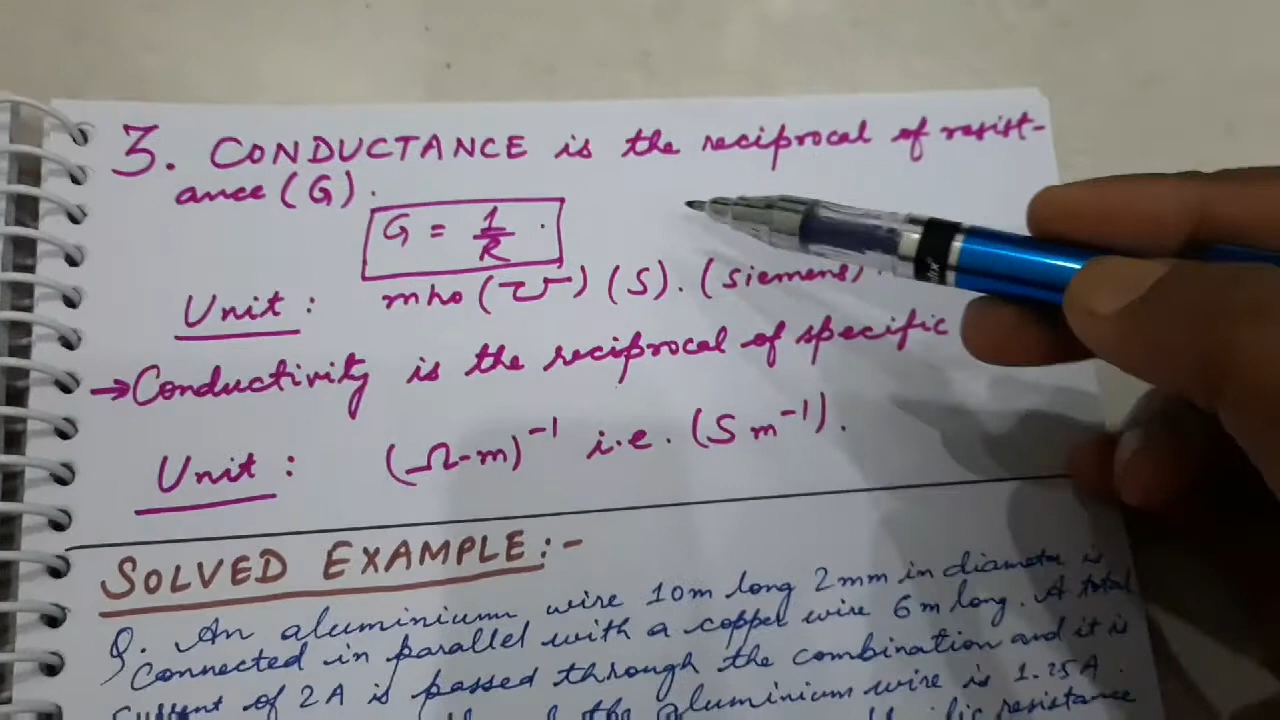 3. CONDUCTANCE is the reciprocal of resist-
ance (G).
G = 1/R .
Unit : mho (℧) (S). (Siemens)
→ Conductivity is the reciprocal of specific
Unit : (Ω-m)⁻¹ i.e. (S m⁻¹).
SOLVED EXAMPLE:-
Q. An aluminium wire 10m long 2mm in diameter is
connected in parallel with a copper wire 6m long. A total
current of 2A is passed through the combination and it is
the aluminium wire is 1.25A.
resistance